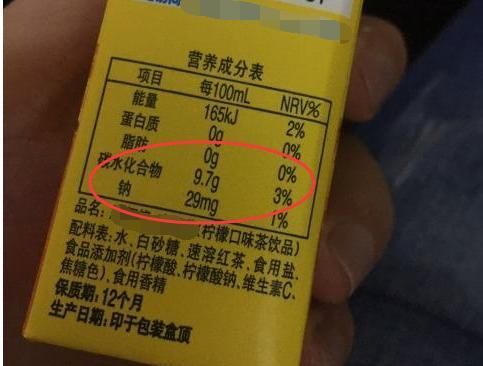 营养成分表
项目 每100mL NRV%
能量 165kJ 2%
蛋白质 0g 0%
脂肪 0g 0%
碳水化合物 9.7g 3%
钠 29mg 1%
品名: (柠檬口味茶饮品)
配料表:水、白砂糖、速溶红茶、食用盐、
食品添加剂(柠檬酸、柠檬酸钠、维生素C、
焦糖色)、食用香精
保质期:12个月
生产日期:印于包装盒顶